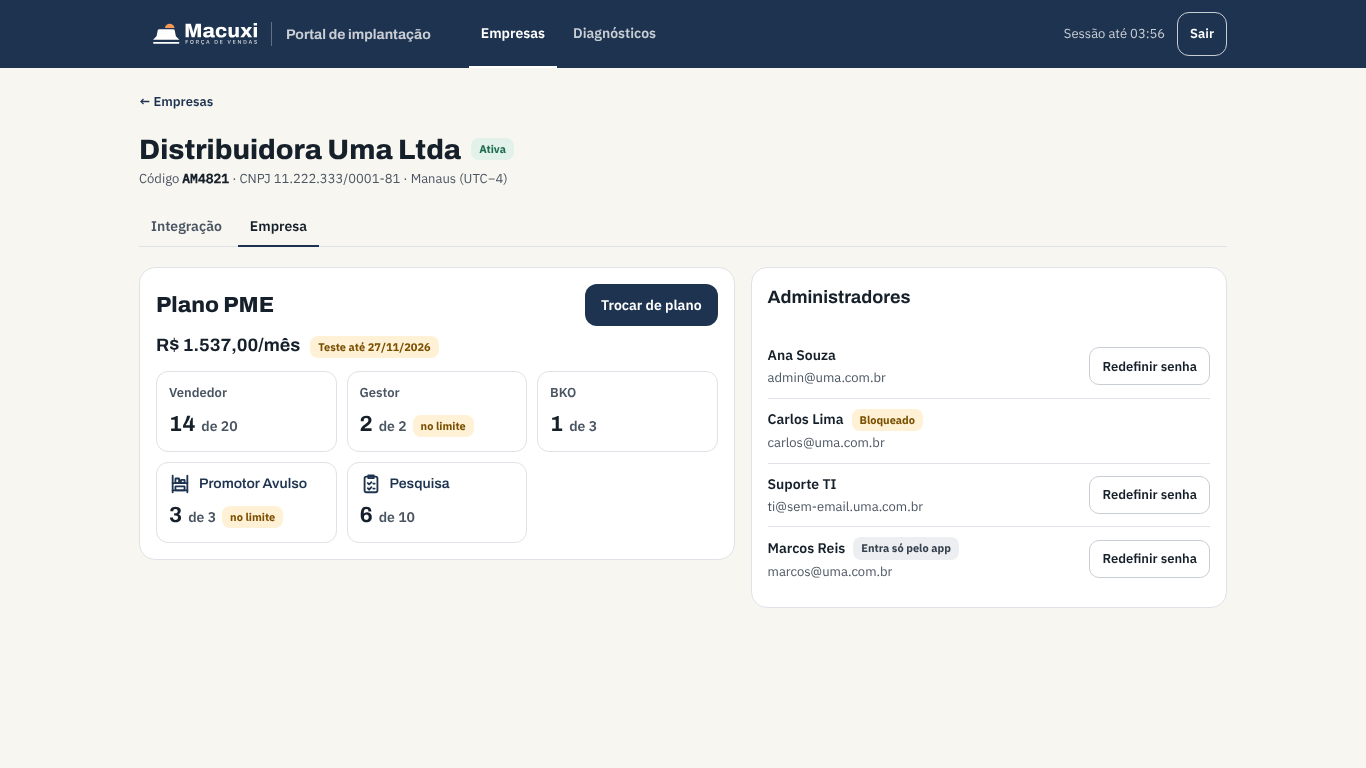 Macuxi
FORÇA DE VENDAS
Portal de implantação
Empresas
Diagnósticos
Sessão até 03:56
Sair
← Empresas
Distribuidora Uma Ltda
Ativa
Código AM4821 · CNPJ 11.222.333/0001-81 · Manaus (UTC−4)
Integração
Empresa
Plano PME
Trocar de plano
R$ 1.537,00/mês
Teste até 27/11/2026
Vendedor
14 de 20
Gestor
2 de 2 no limite
BKO
1 de 3
Promotor Avulso
3 de 3 no limite
Pesquisa
6 de 10
Administradores
Ana Souza
admin@uma.com.br
Redefinir senha
Carlos Lima Bloqueado
carlos@uma.com.br
Suporte TI
ti@sem-email.uma.com.br
Redefinir senha
Marcos Reis Entra só pelo app
marcos@uma.com.br
Redefinir senha